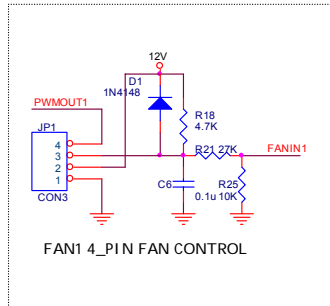 12V
D1
1N4148
PWMOUT1
R18
4.7K
JP1
4
3
2
1
R21 27K
FANIN1
C6
0.1u
R25
10K
CON3
FAN1 4_PIN FAN CONTROL